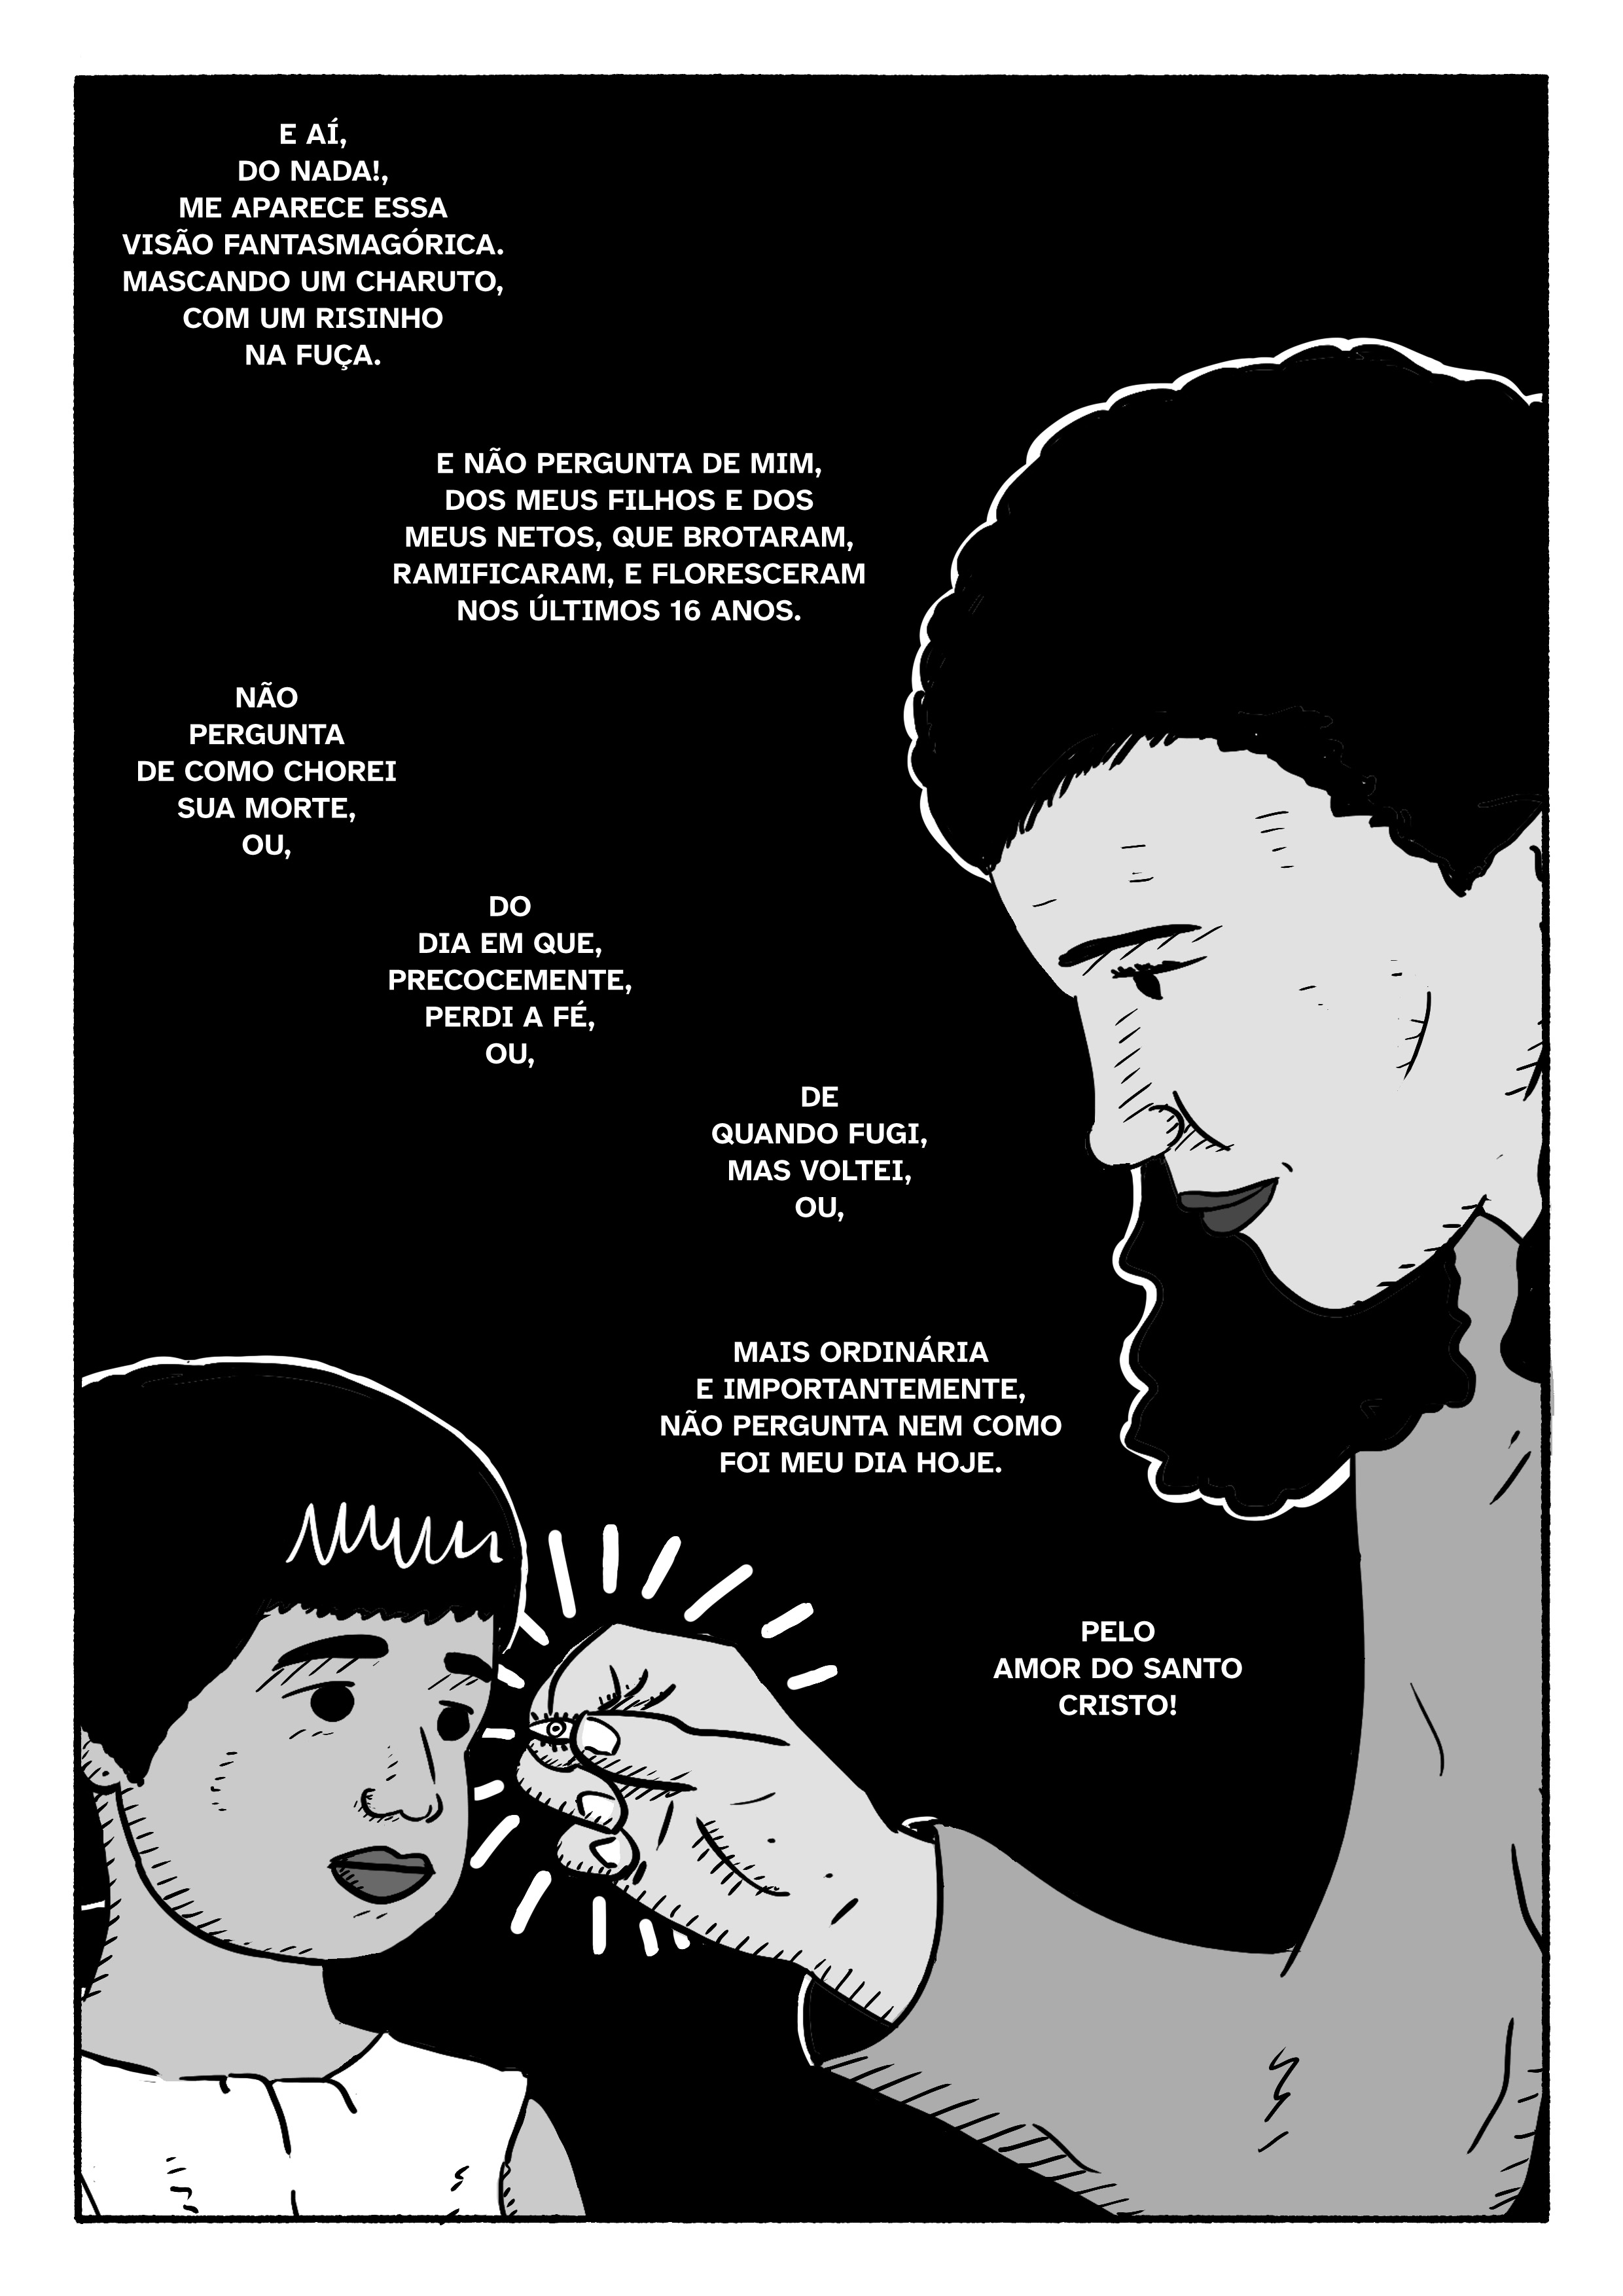 E AÍ,
DO NADA!,
ME APARECE ESSA
VISÃO FANTASMAGÓRICA.
MASCANDO UM CHARUTO,
COM UM RISINHO
NA FUÇA.
E NÃO PERGUNTA DE MIM,
DOS MEUS FILHOS E DOS
MEUS NETOS, QUE BROTARAM,
RAMIFICARAM, E FLORESCERAM
NOS ÚLTIMOS 16 ANOS.
NÃO
PERGUNTA
DE COMO CHOREI
SUA MORTE,
OU,
DO
DIA EM QUE,
PRECOCEMENTE,
PERDI A FÉ,
OU,
DE
QUANDO FUGI,
MAS VOLTEI,
OU,
MAIS ORDINÁRIA
E IMPORTANTEMENTE,
NÃO PERGUNTA NEM COMO
FOI MEU DIA HOJE.
PELO
AMOR DO SANTO
CRISTO!